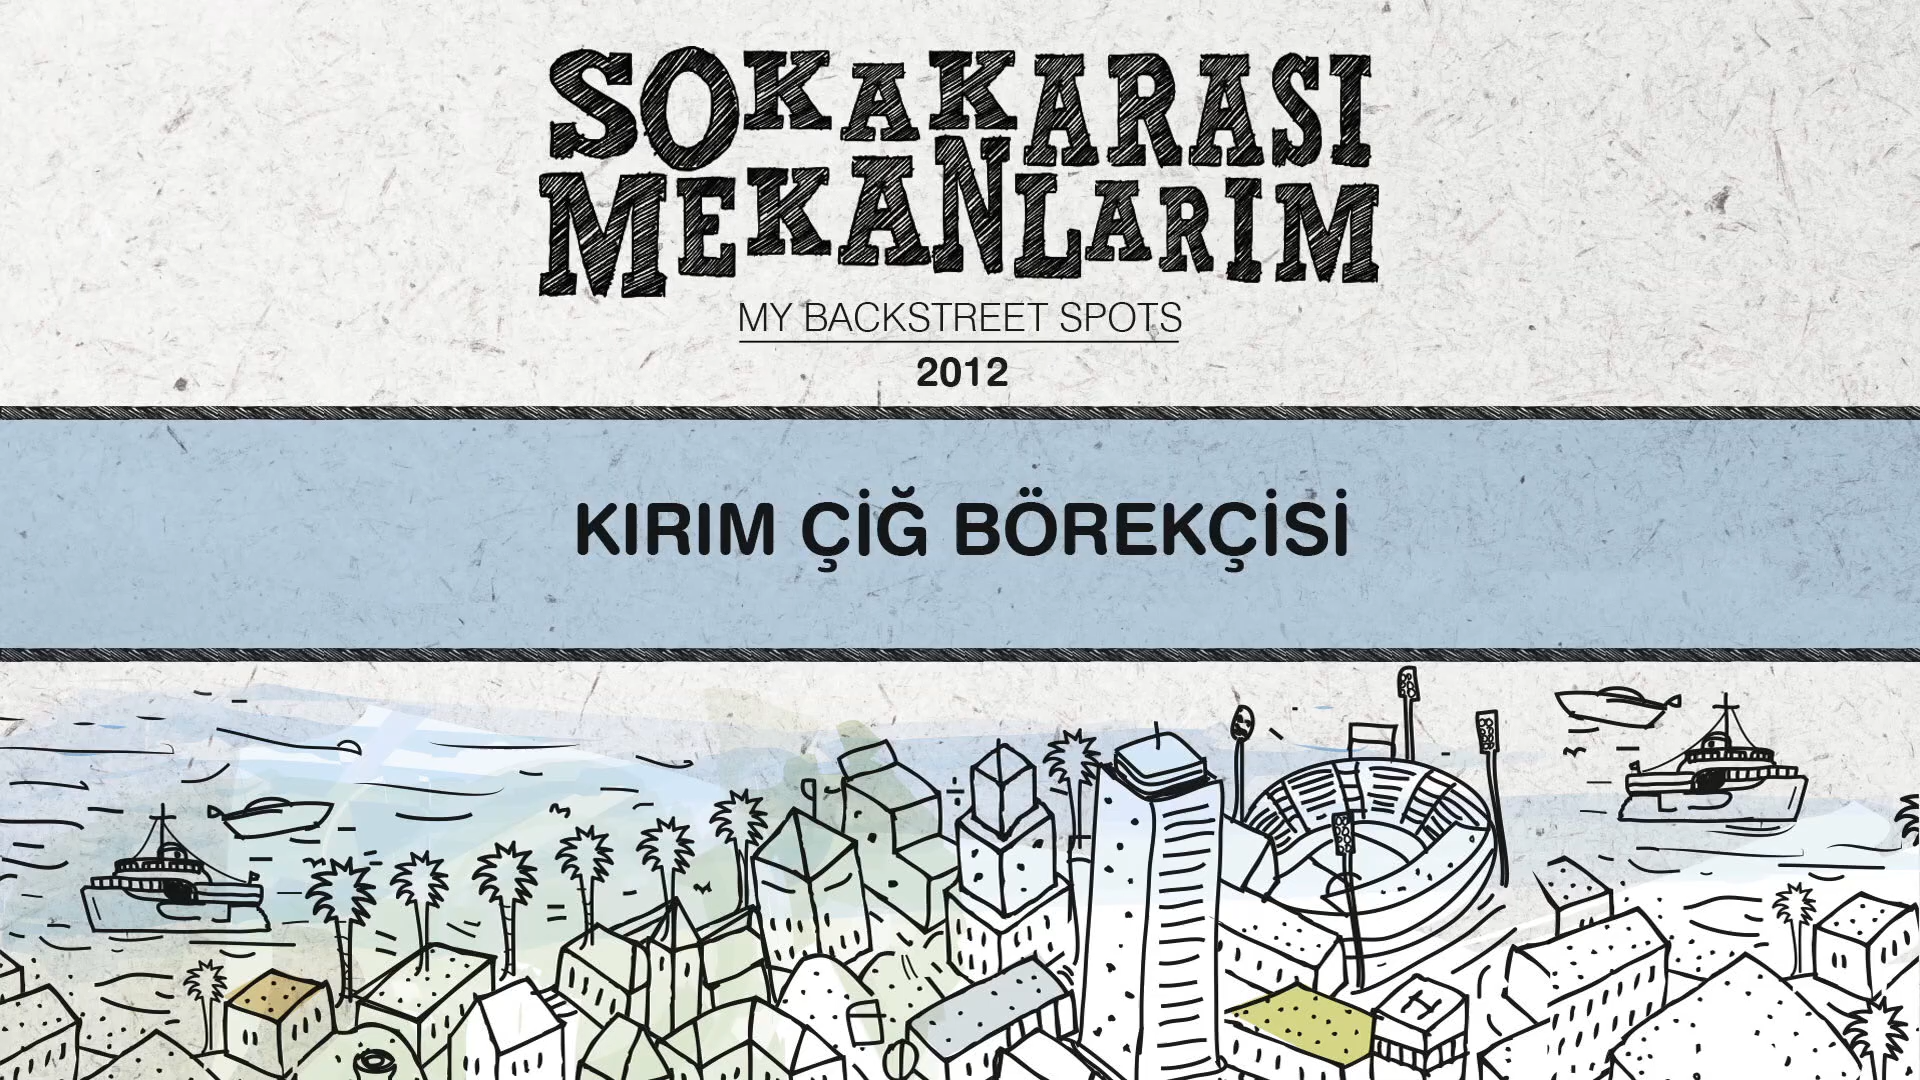 SOKAKARASI
MEKANLARIM
MY BACKSTREET SPOTS
2012
KIRIM ÇİĞ BÖREKÇİSİ
H